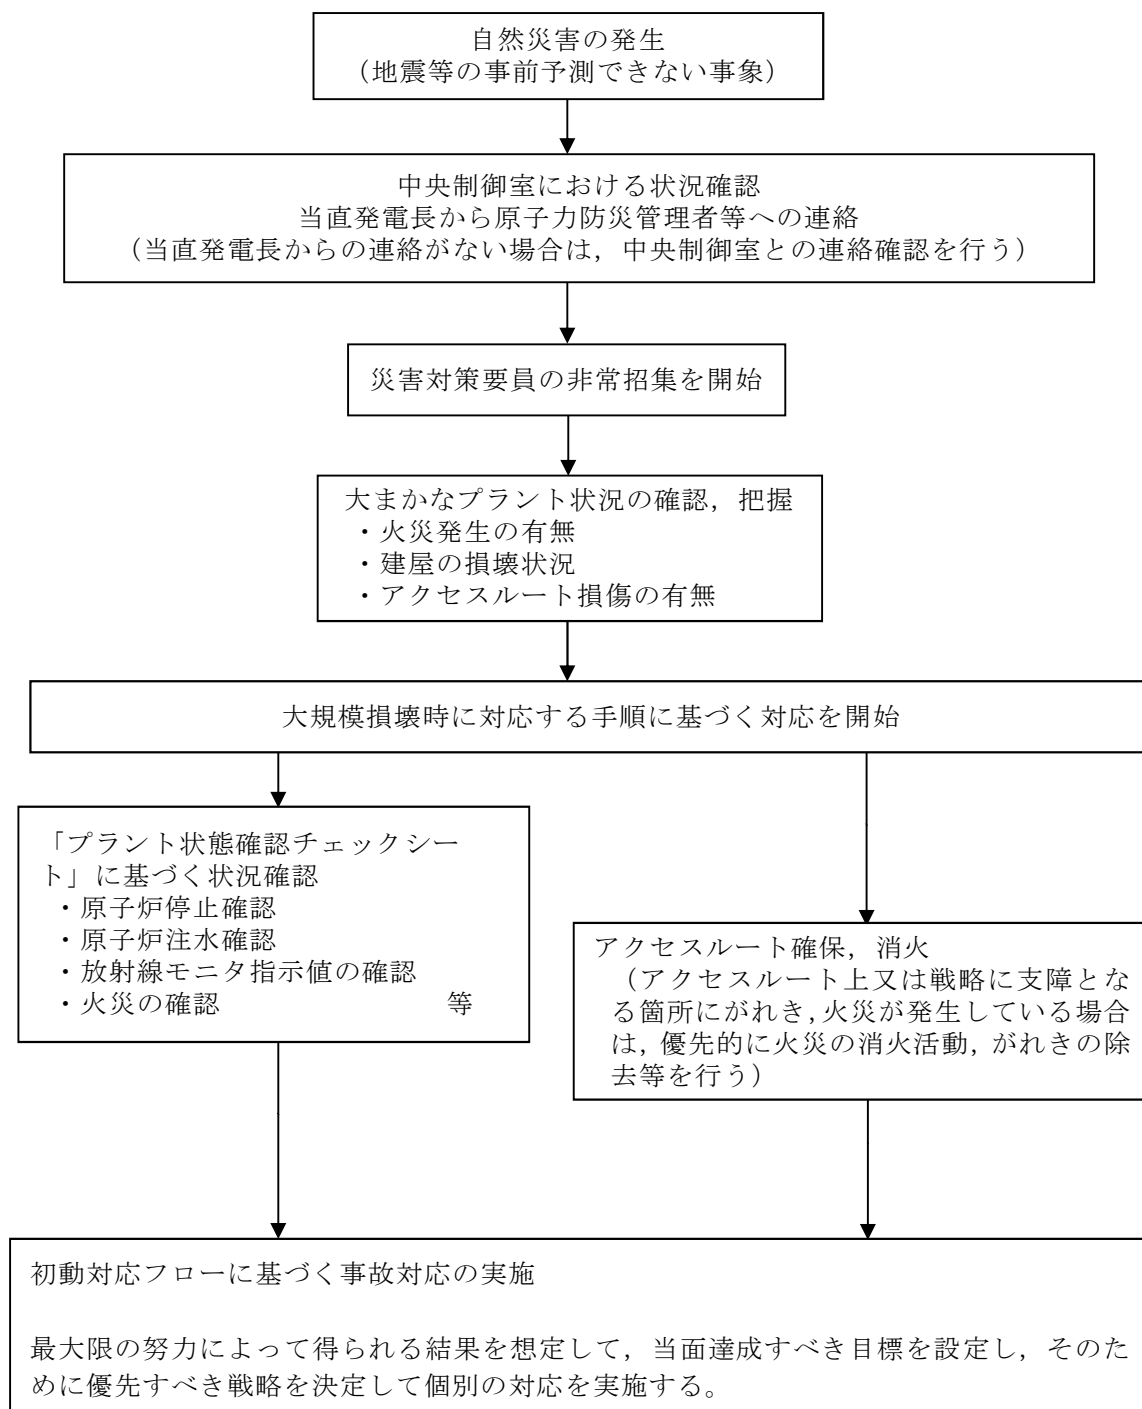 自然災害の発生
（地震等の事前予測できない事象）
中央制御室における状況確認
当直発電長から原子力防災管理者等への連絡
（当直発電長からの連絡がない場合は，中央制御室との連絡確認を行う）
災害対策要員の非常招集を開始
大まかなプラント状況の確認，把握
・火災発生の有無
・建屋の損壊状況
・アクセスルート損傷の有無
大規模損壊時に対応する手順に基づく対応を開始
「プラント状態確認チェックシー
ト」に基づく状況確認
・原子炉停止確認
・原子炉注水確認
・放射線モニタ指示値の確認
・火災の確認　　　　　　　　　等
アクセスルート確保，消火
（アクセスルート上又は戦略に支障とな
る箇所にがれき，火災が発生している場合
は，優先的に火災の消火活動，がれきの除
去等を行う）
初動対応フローに基づく事故対応の実施
最大限の努力によって得られる結果を想定して，当面達成すべき目標を設定し，そのた
めに優先すべき戦略を決定して個別の対応を実施する。